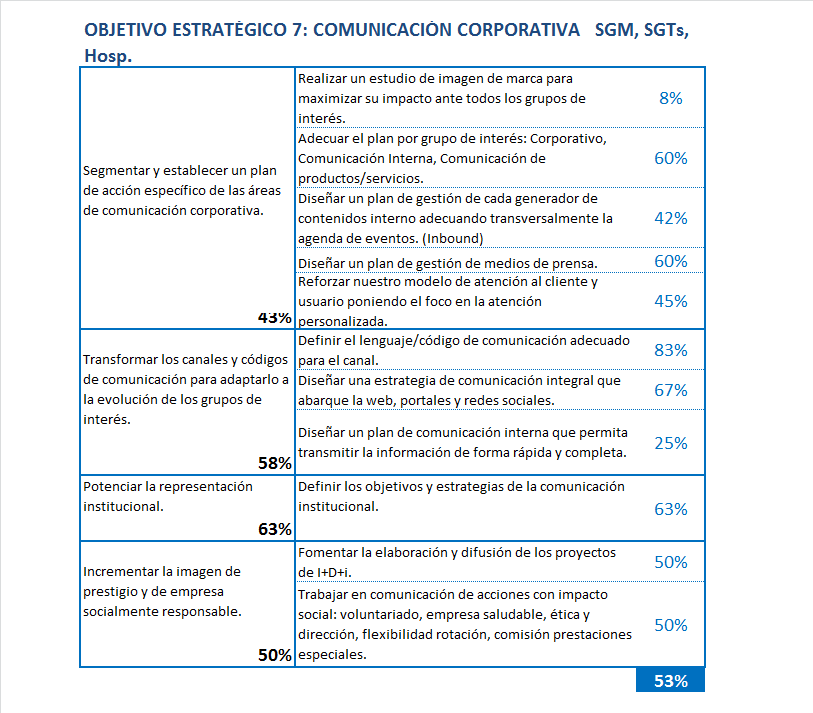 OBJETIVO ESTRATÉGICO 7: COMUNICACIÓN CORPORATIVA SGM, SGTs,
Hosp.
Segmentar y establecer un plan
de acción específico de las áreas
de comunicación corporativa.
43%
Realizar un estudio de imagen de marca para
maximizar su impacto ante todos los grupos de
interés.
8%
Adecuar el plan por grupo de interés: Corporativo,
Comunicación Interna, Comunicación de
productos/servicios.
60%
Diseñar un plan de gestión de cada generador de
contenidos interno adecuando transversalmente la
agenda de eventos. (Inbound)
42%
Diseñar un plan de gestión de medios de prensa.
60%
Reforzar nuestro modelo de atención al cliente y
usuario poniendo el foco en la atención
personalizada.
45%
Transformar los canales y códigos
de comunicación para adaptarlo a
la evolución de los grupos de
interés.
58%
Definir el lenguaje/código de comunicación adecuado
para el canal.
83%
Diseñar una estrategia de comunicación integral que
abarque la web, portales y redes sociales.
67%
Diseñar un plan de comunicación interna que permita
transmitir la información de forma rápida y completa.
25%
Potenciar la representación
institucional.
63%
Definir los objetivos y estrategias de la comunicación
institucional.
63%
Incrementar la imagen de
prestigio y de empresa
socialmente responsable.
50%
Fomentar la elaboración y difusión de los proyectos
de I+D+i.
50%
Trabajar en comunicación de acciones con impacto
social: voluntariado, empresa saludable, ética y
dirección, flexibilidad rotación, comisión prestaciones
especiales.
50%
53%